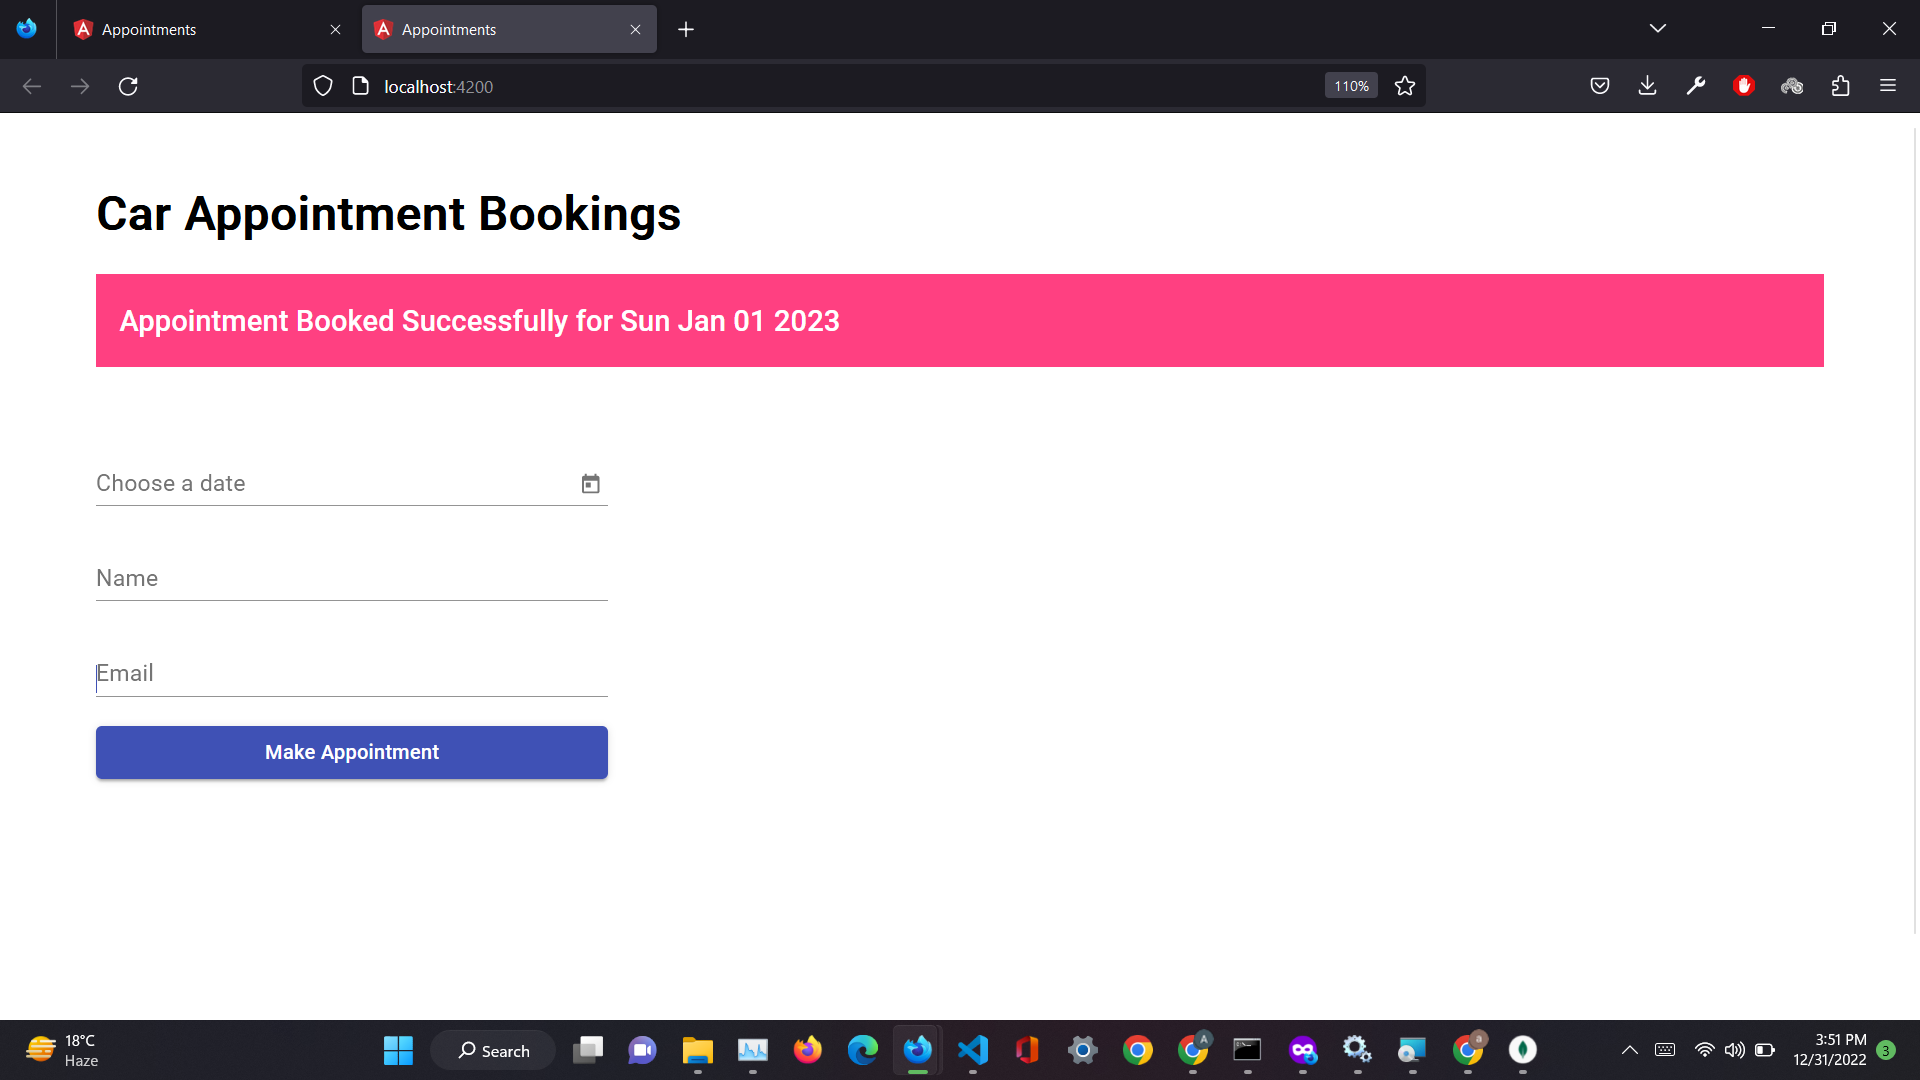 Appointments
Appointments
localhost:4200
110%
Car Appointment Bookings
Appointment Booked Successfully for Sun Jan 01 2023
Choose a date
Name
Email
Make Appointment
18°C
Haze
Search
A
a
3:51 PM
12/31/2022
3